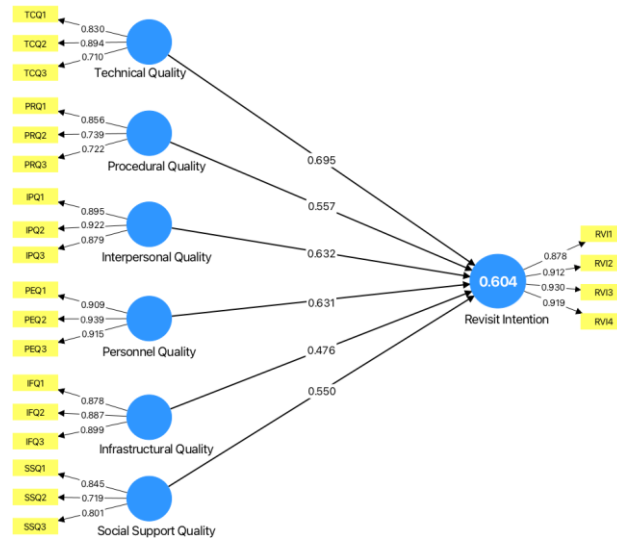 TCQ1
0.830
TCQ2
0.894
0.710
TCQ3
Technical Quality
PRQ1
0.856
PRQ2
0.739
0.722
PRQ3
Procedural Quality
IPQ1
0.895
IPQ2
0.922
0.879
IPQ3
Interpersonal Quality
PEQ1
0.909
PEQ2
0.939
0.915
PEQ3
Personnel Quality
IFQ1
0.878
IFQ2
0.887
0.899
IFQ3
Infrastructural Quality
SSQ1
0.845
SSQ2
0.719
0.801
SSQ3
Social Support Quality
0.695
0.557
0.632
0.631
0.476
0.550
0.604
Revisit Intention
RVI1
0.878
RVI2
0.912
0.930
RVI3
0.919
RVI4